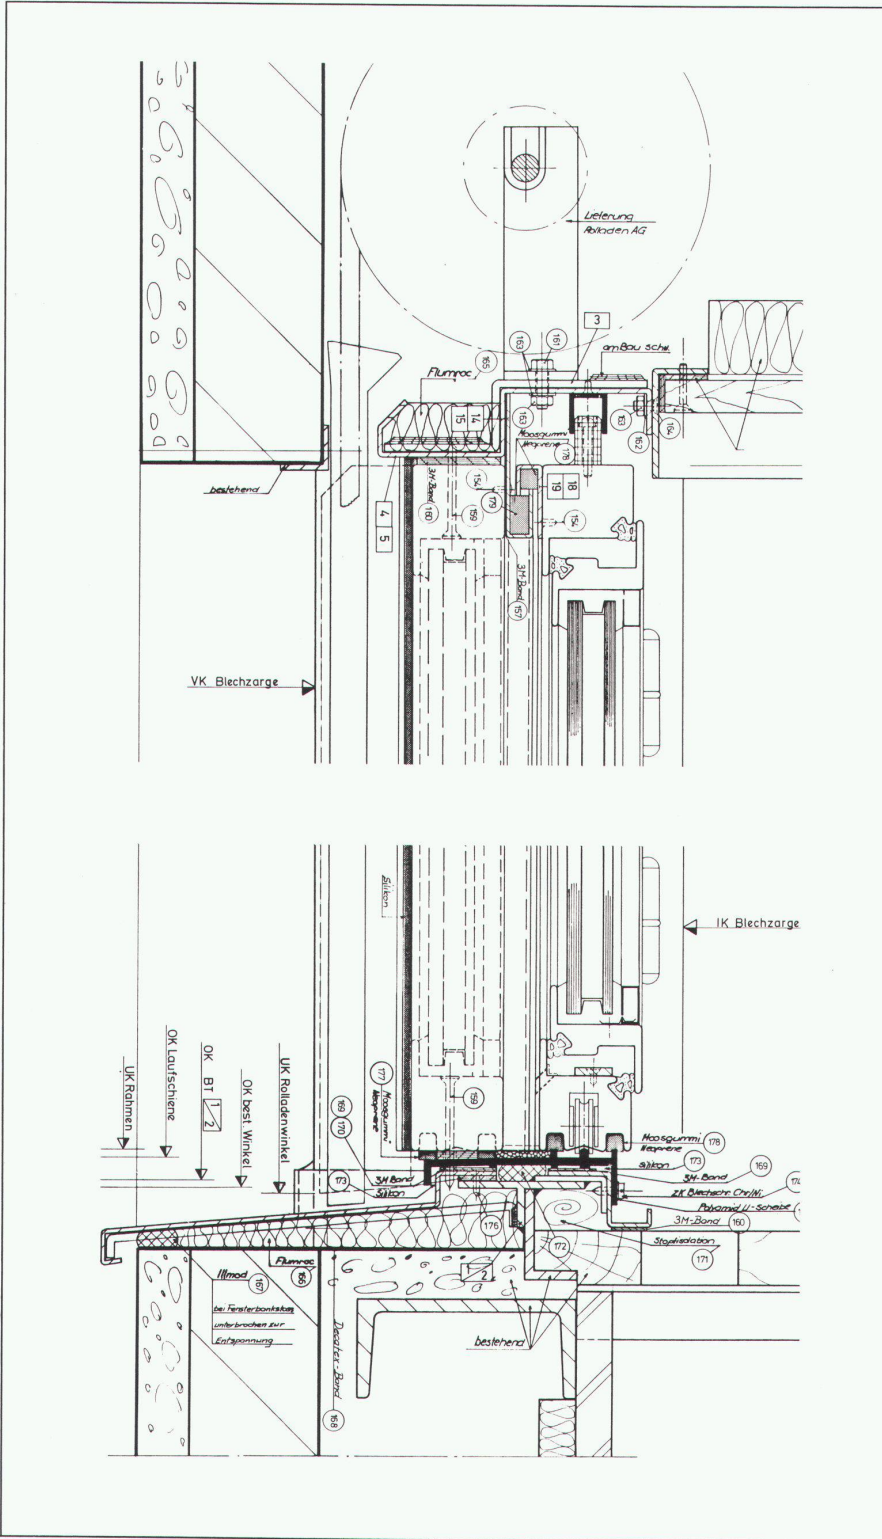 Lieferung
Rolladen AG
3
161
163
am Bau schw.
165
Flumroc
14
15
163
163
162
164
Moosgummi
Neoprene
178
bestehend
3M-Band
154
179
18
19
4
5
160
159
154
3M-Band
157
VK Blechzarge
Silikon
IK Blechzarge
OK Laufschiene
UK Rahmen
OK BT 1/2
OK best. Winkel
UK Rolladenwinkel
177
Moosgummi
Neoprene
169
170
159
Moosgummi
178
Neoprene
173
3M Band
Silikon
Silikon
173
169
3M-Band
2K Blechschr. Chr/Ni.
Polyamid U-Scheibe
3M-Band
160
176
172
Stopfisolation
171
Illmod
167
Flumroc
166
1/2
bei Fensterbankstoss
unterbrochen zur
Entspannung
bestehend
Decotex-Band
168